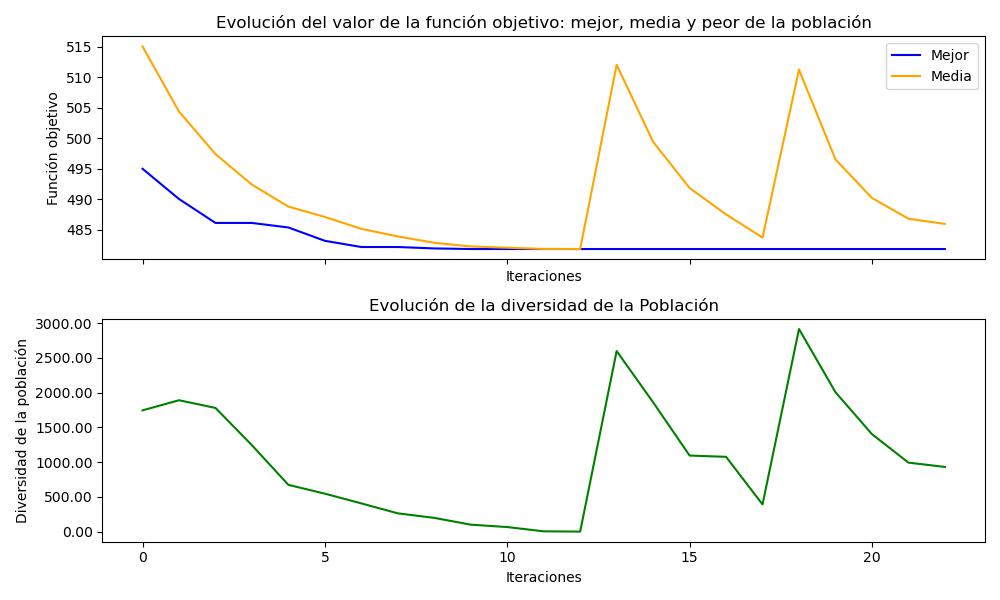 Evolución del valor de la función objetivo: mejor, media y peor de la población
Función objetivo
515
510
505
500
495
490
485
Mejor
Media
Iteraciones
Evolución de la diversidad de la Población
Diversidad de la población
3000.00
2500.00
2000.00
1500.00
1000.00
500.00
0.00
0 5 10 15 20
Iteraciones